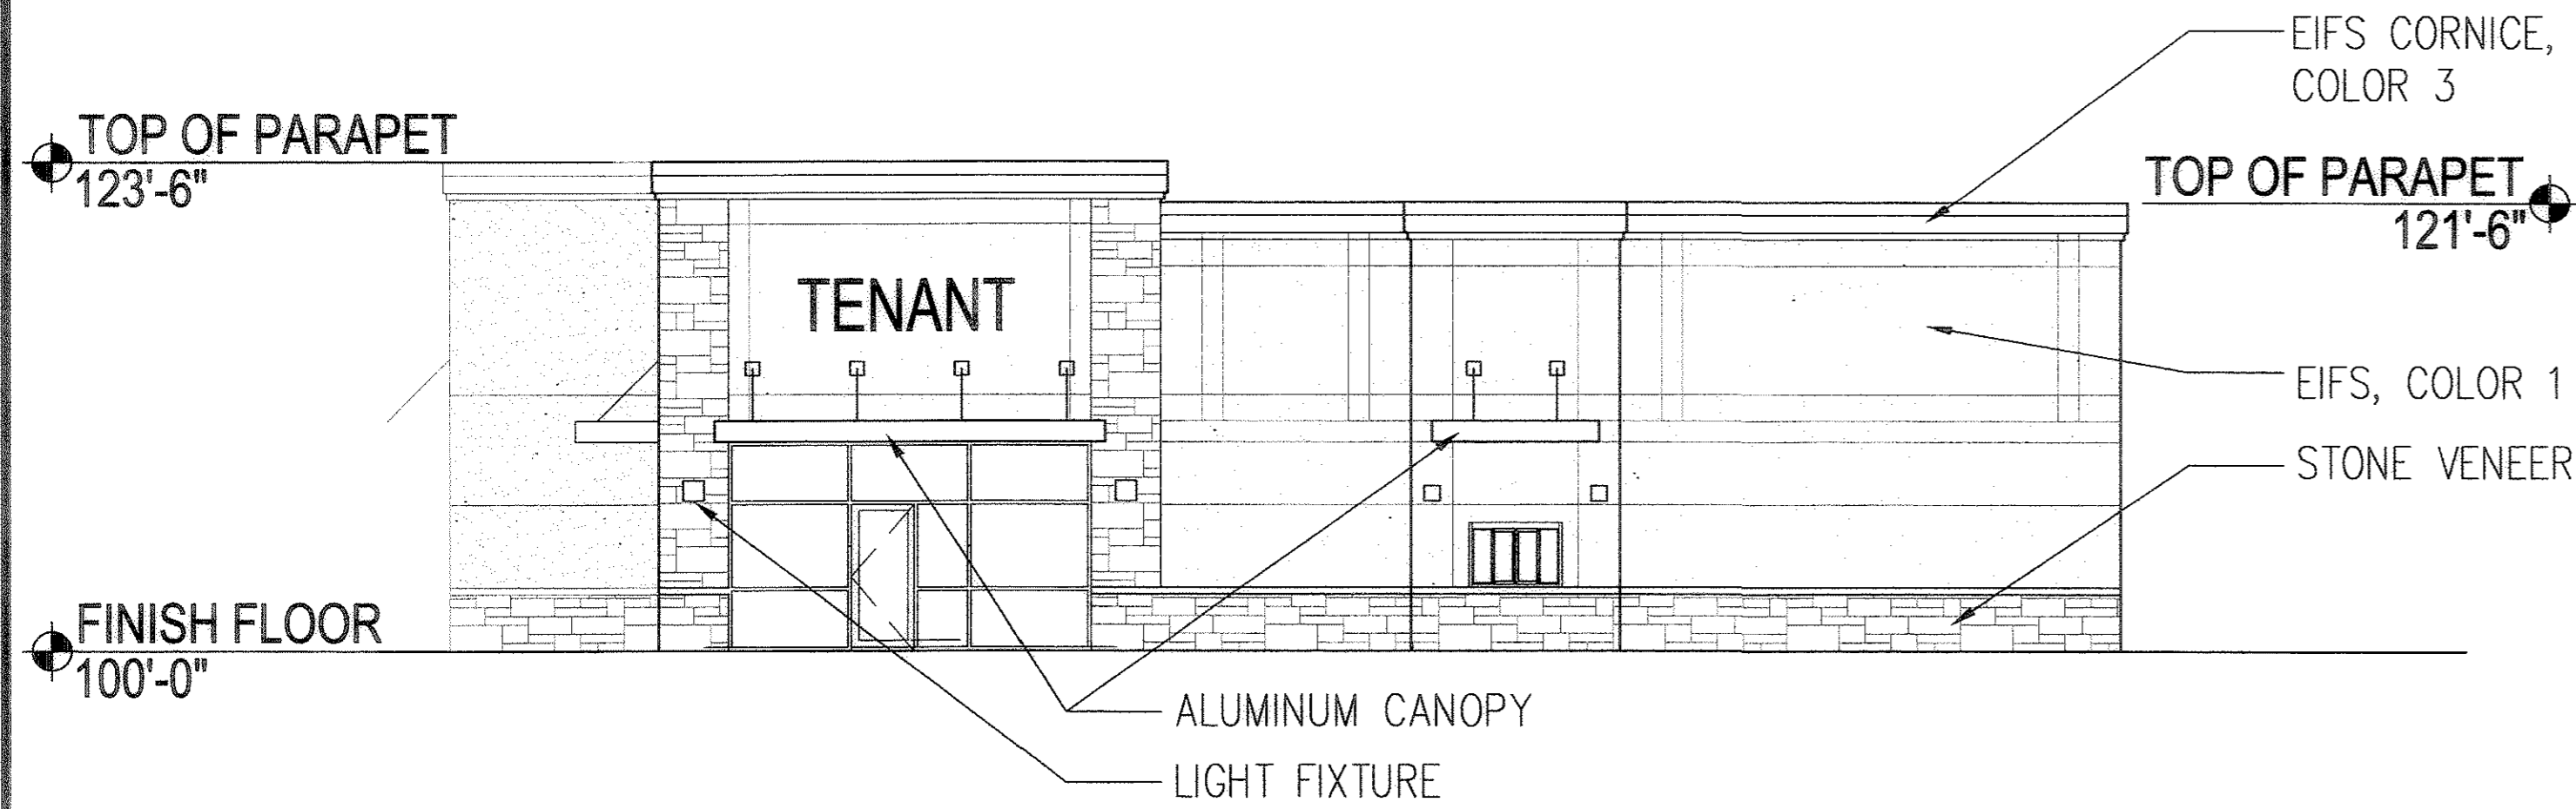 EIFS CORNICE,
COLOR 3
TOP OF PARAPET
123'-6"
TOP OF PARAPET
121'-6"
TENANT
EIFS, COLOR 1
STONE VENEER
FINISH FLOOR
100'-0"
ALUMINUM CANOPY
LIGHT FIXTURE